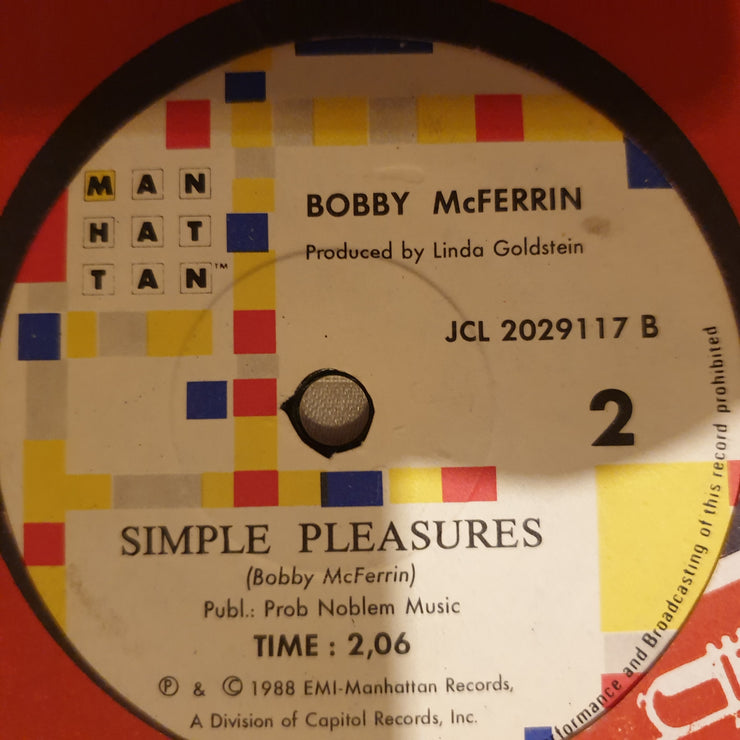 MAN
HAT
TAN™
BOBBY McFERRIN
Produced by Linda Goldstein
JCL 2029117 B
2
SIMPLE PLEASURES
(Bobby McFerrin)
Publ.: Prob Noblem Music
TIME : 2,06
℗ & © 1988 EMI-Manhattan Records,
A Division of Capitol Records, Inc.
and Broadcasting of this record prohibited